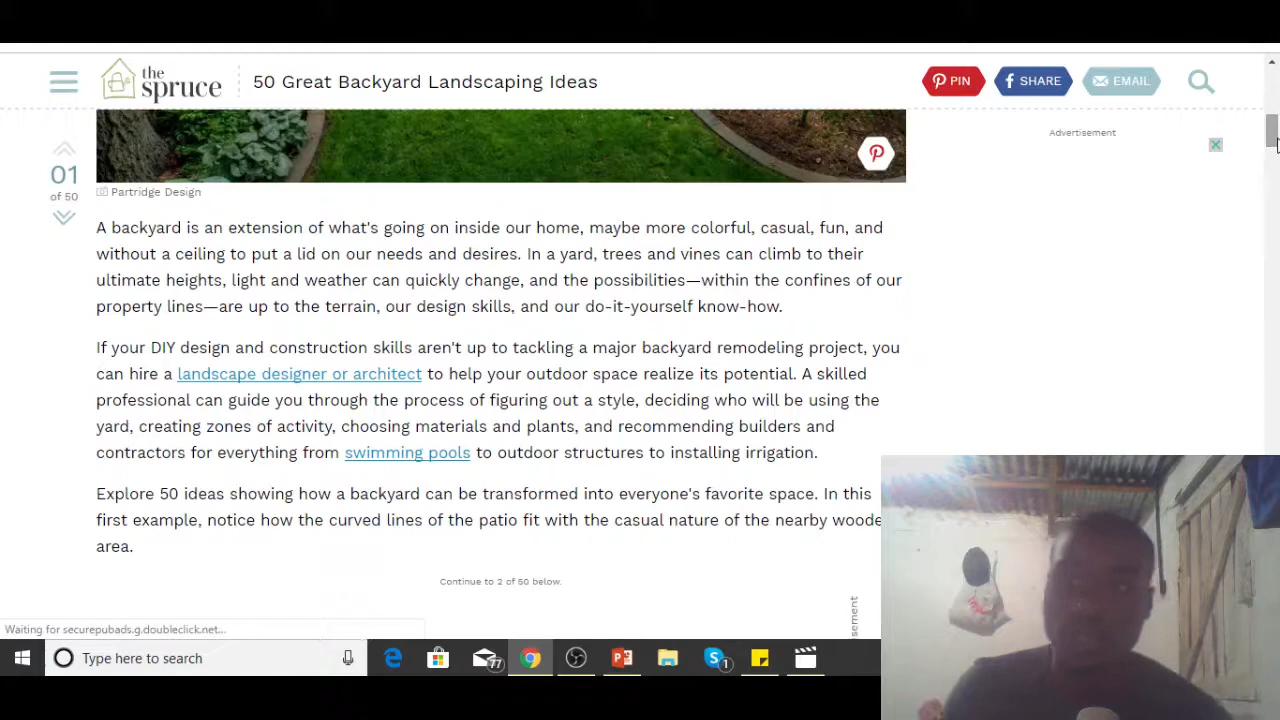 the
spruce
50 Great Backyard Landscaping Ideas
PIN
SHARE
EMAIL
Advertisement
01
of 50
Partridge Design
A backyard is an extension of what's going on inside our home, maybe more colorful, casual, fun, and
without a ceiling to put a lid on our needs and desires. In a yard, trees and vines can climb to their
ultimate heights, light and weather can quickly change, and the possibilities—within the confines of our
property lines—are up to the terrain, our design skills, and our do-it-yourself know-how.
If your DIY design and construction skills aren't up to tackling a major backyard remodeling project, you
can hire a landscape designer or architect to help your outdoor space realize its potential. A skilled
professional can guide you through the process of figuring out a style, deciding who will be using the
yard, creating zones of activity, choosing materials and plants, and recommending builders and
contractors for everything from swimming pools to outdoor structures to installing irrigation.
Explore 50 ideas showing how a backyard can be transformed into everyone's favorite space. In this
first example, notice how the curved lines of the patio fit with the casual nature of the nearby woode
area.
Continue to 2 of 50 below.
sement
Waiting for securepubads.g.doubleclick.net...
Type here to search
77
1